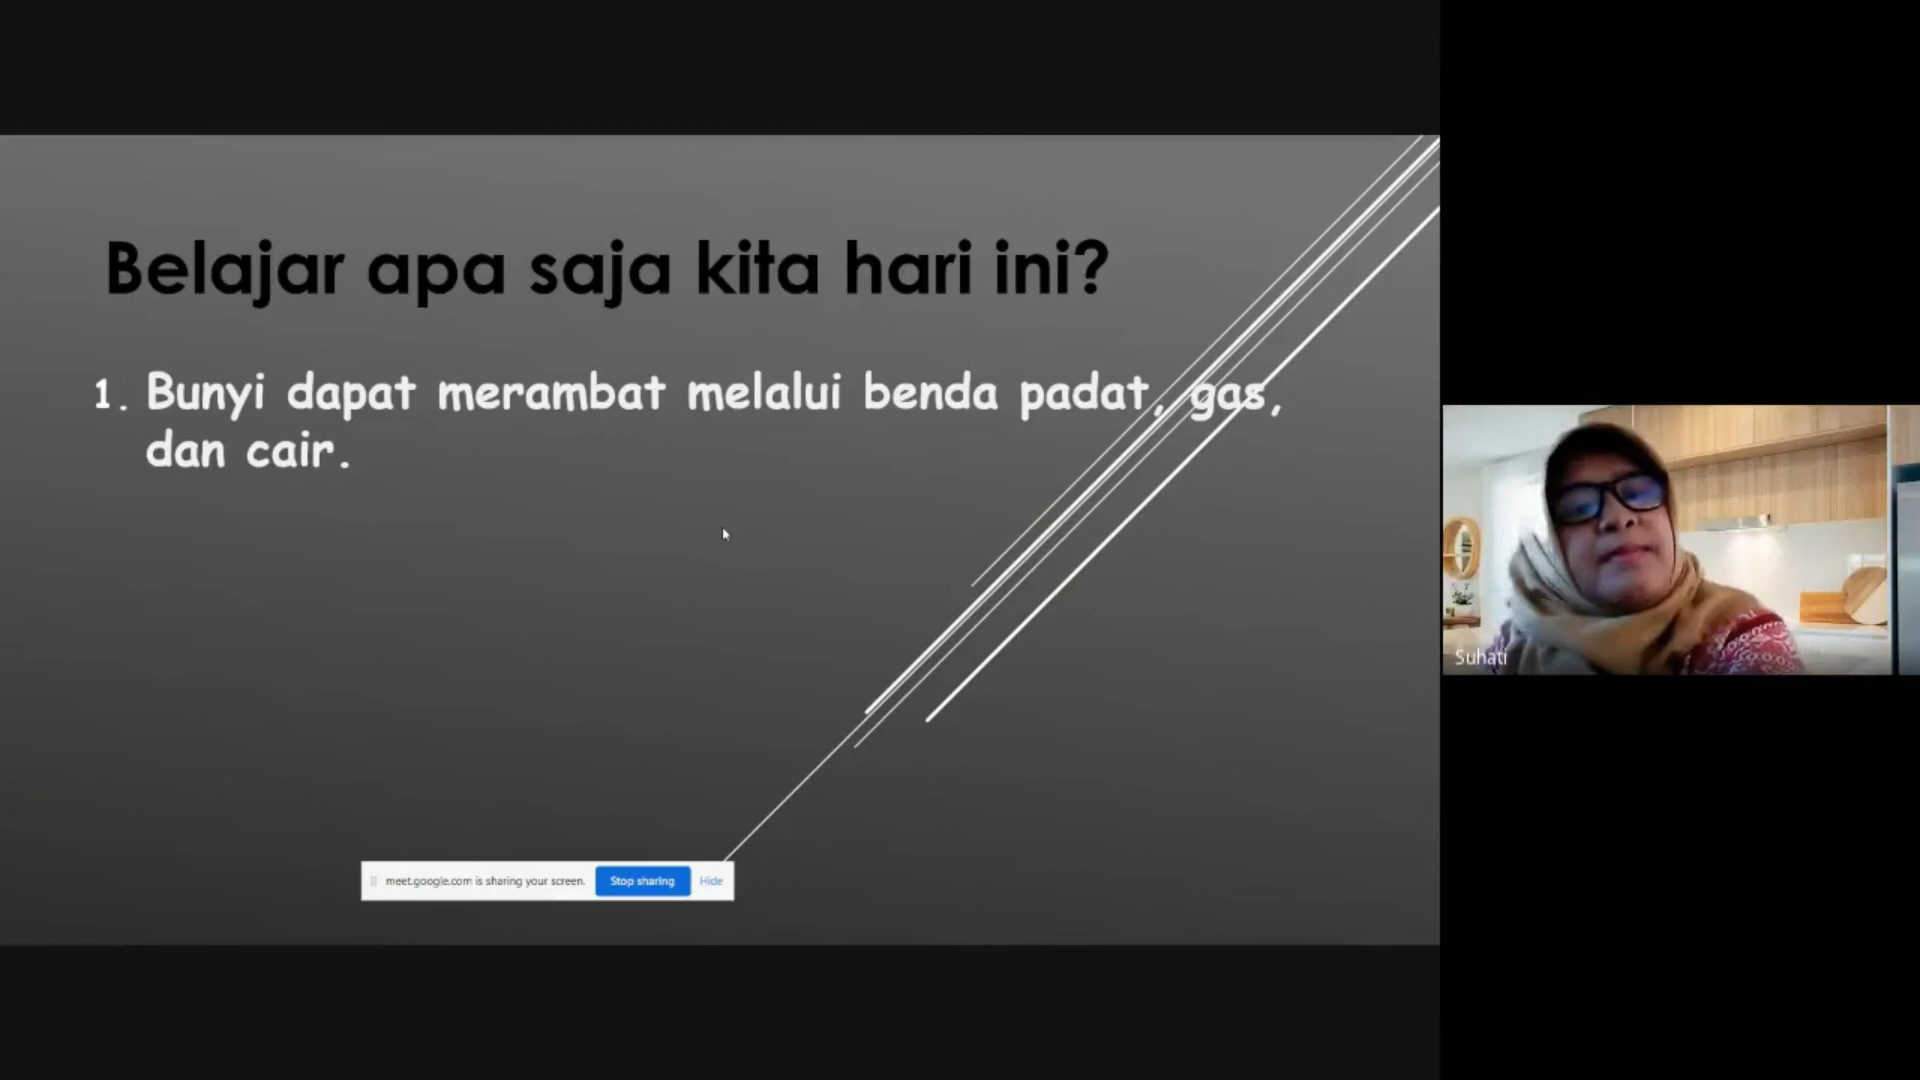 Belajar apa saja kita hari ini?
1. Bunyi dapat merambat melalui benda padat, gas,
dan cair.
Suhati
meet.google.com is sharing your screen. Stop sharing Hide